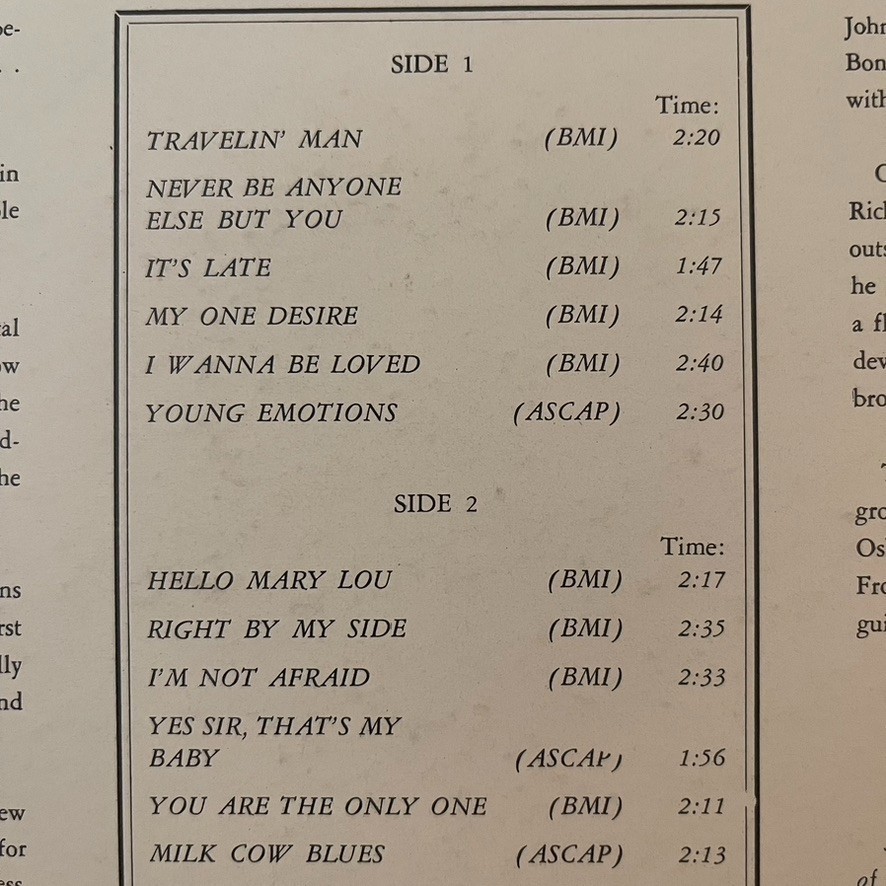 SIDE 1
Time:
TRAVELIN' MAN (BMI) 2:20
NEVER BE ANYONE
ELSE BUT YOU (BMI) 2:15
IT'S LATE (BMI) 1:47
MY ONE DESIRE (BMI) 2:14
I WANNA BE LOVED (BMI) 2:40
YOUNG EMOTIONS (ASCAP) 2:30
SIDE 2
Time:
HELLO MARY LOU (BMI) 2:17
RIGHT BY MY SIDE (BMI) 2:35
I'M NOT AFRAID (BMI) 2:33
YES SIR, THAT'S MY
BABY (ASCAP) 1:56
YOU ARE THE ONLY ONE (BMI) 2:11
MILK COW BLUES (ASCAP) 2:13
he
a
of
for